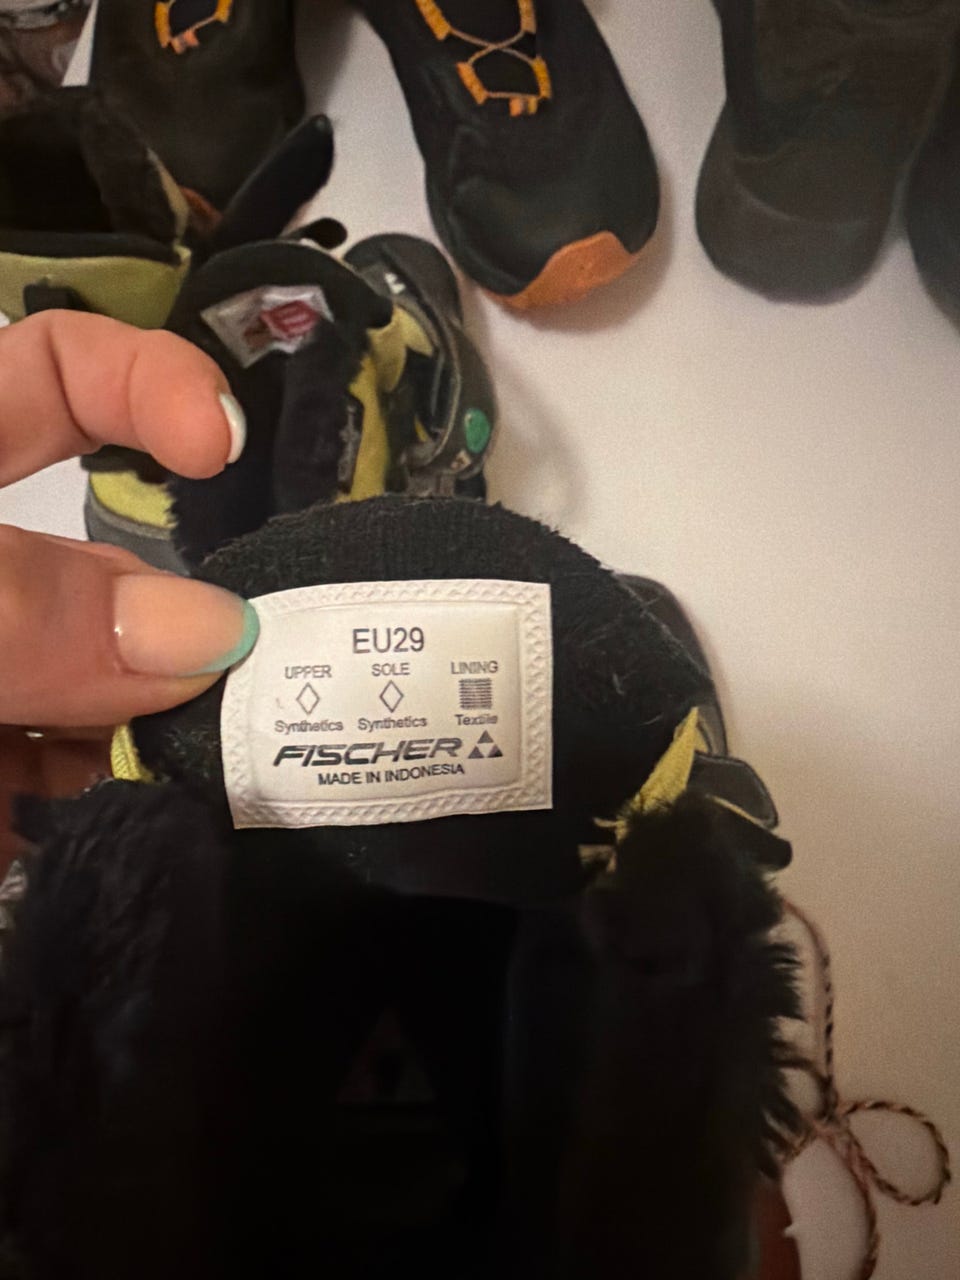 EU29
UPPER SOLE LINING
Synthetics Synthetics Textile
FISCHER
MADE IN INDONESIA